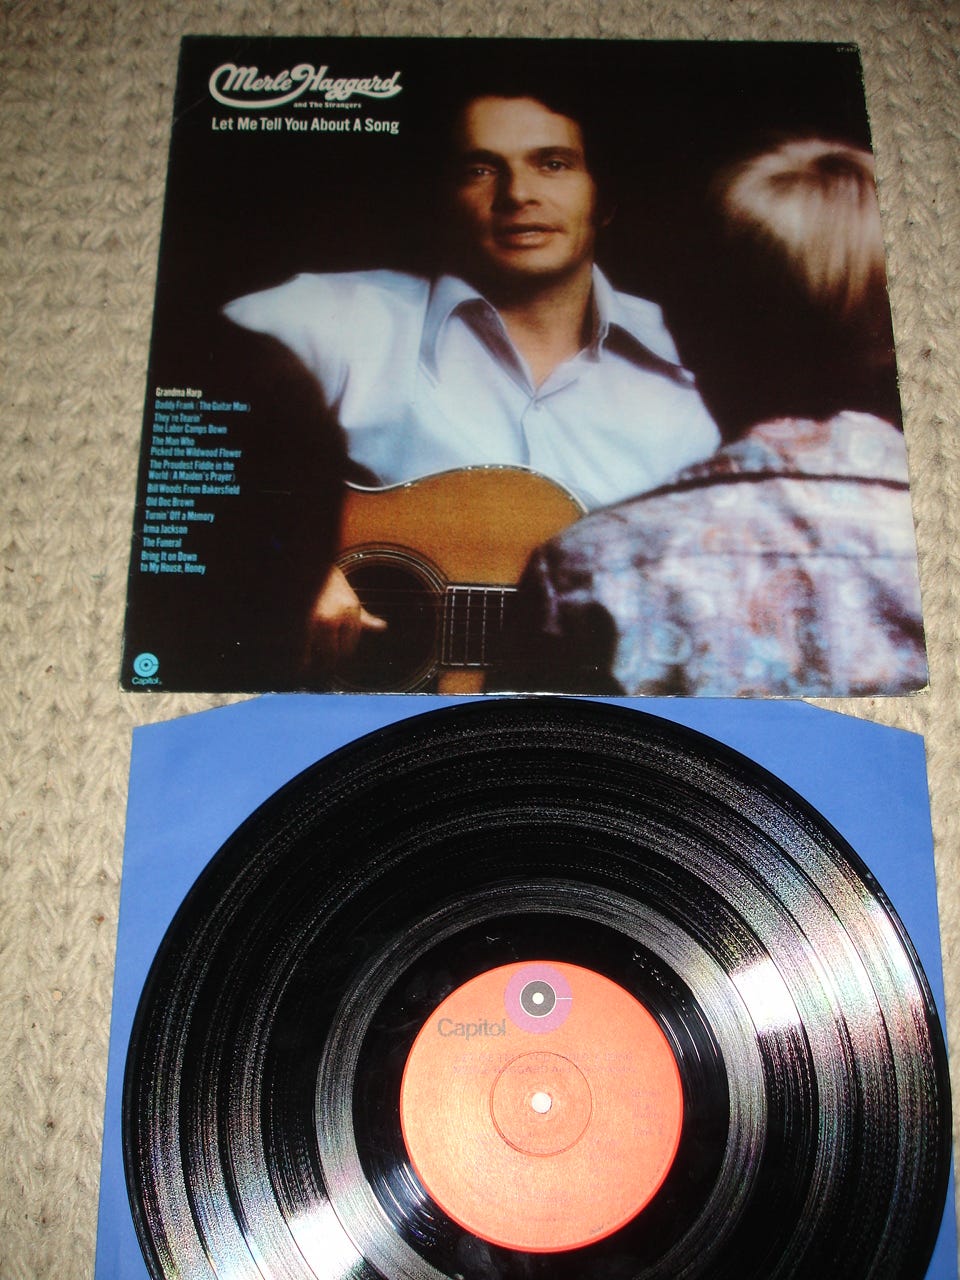 Merle Haggard
and The Strangers
Let Me Tell You About A Song
Grandma Harp
Daddy Frank (The Guitar Man)
They're Tearin'
the Labor Camps Down
The Man Who
Picked the Wildwood Flower
The Proudest Fiddle in the
World (A Maiden's Prayer)
Bill Woods From Bakersfield
Old Doc Brown
Turnin' Off a Memory
Irma Jackson
The Funeral
Bring It on Down
to My House, Honey
Capitol
Capitol